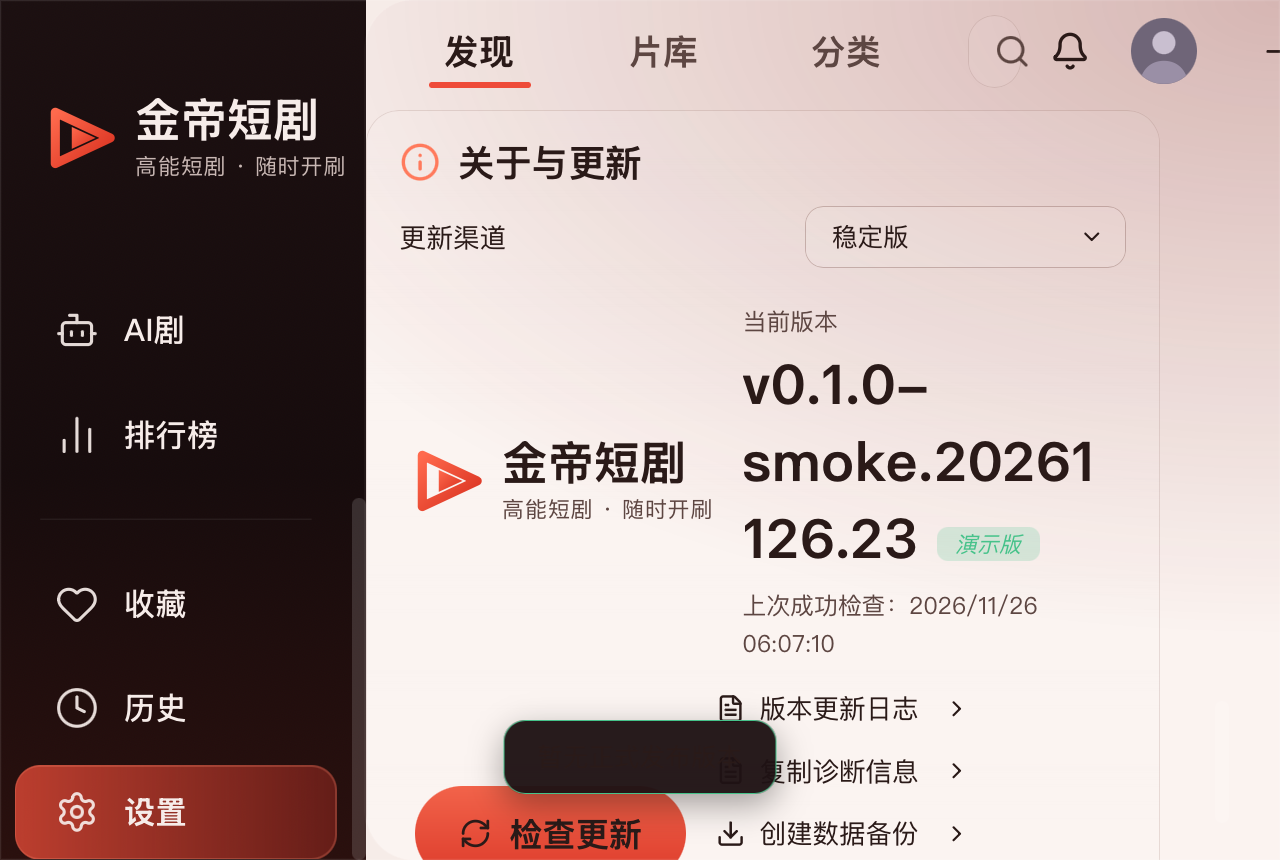 金帝短剧
高能短剧 · 随时开刷
AI剧
排行榜
收藏
历史
设置
发现 片库 分类
关于与更新
更新渠道 稳定版
当前版本
v0.1.0–
smoke.20261
126.23 演示版
金帝短剧
高能短剧 · 随时开刷
上次成功检查：2026/11/26
06:07:10
版本更新日志
复制诊断信息
创建数据备份
检查更新